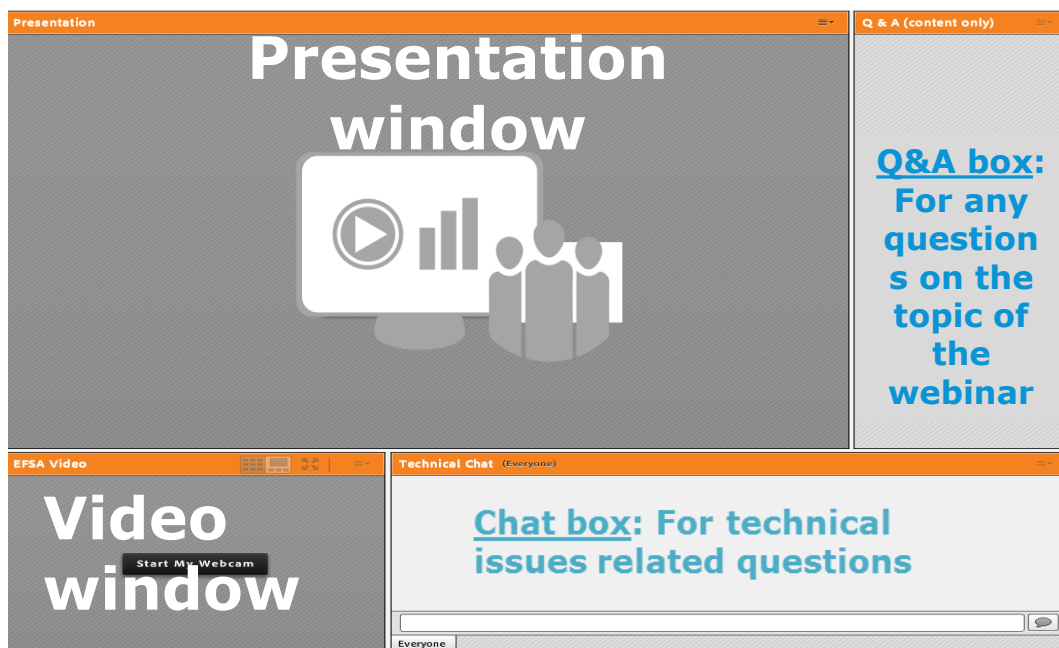 Presentation
Presentation
window
Q & A (content only)
Q&A box:
For any
question
s on the
topic of
the
webinar
EFSA Video
Video
Start My Webcam
window
Technical Chat (Everyone)
Chat box: For technical
issues related questions
Everyone